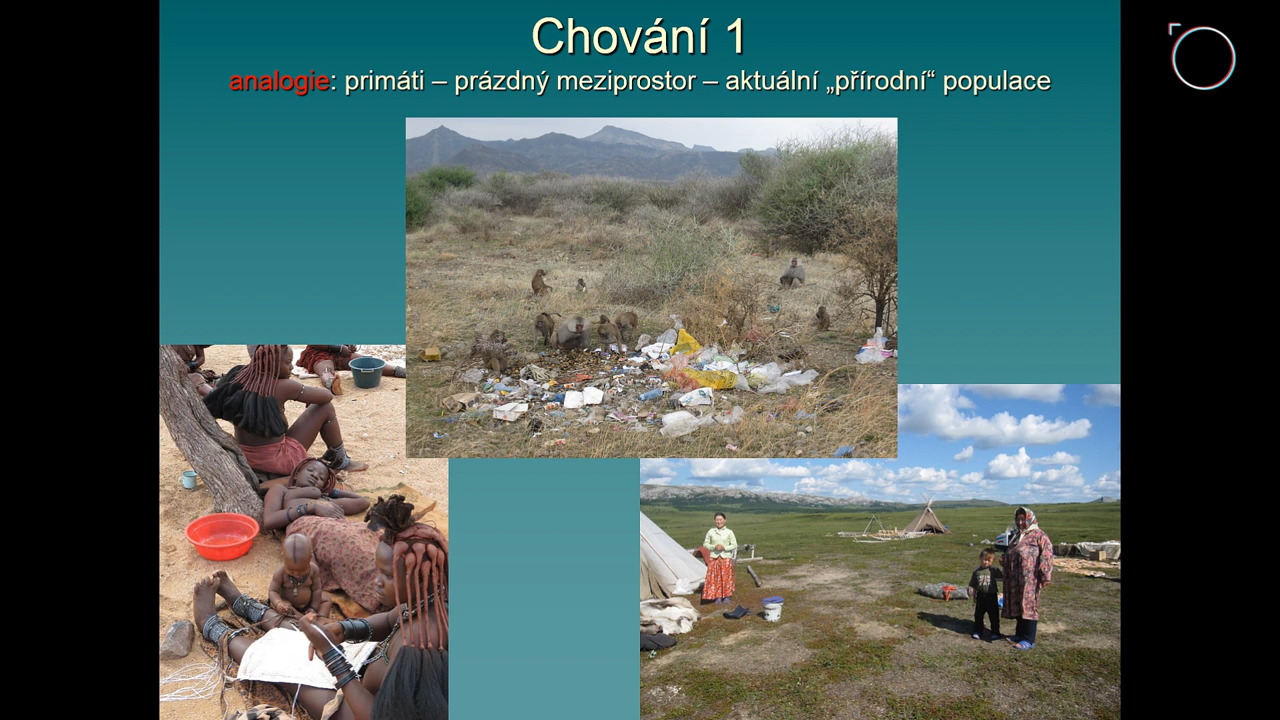 Chování 1
analogie: primáti – prázdný meziprostor – aktuální „přírodní“ populace